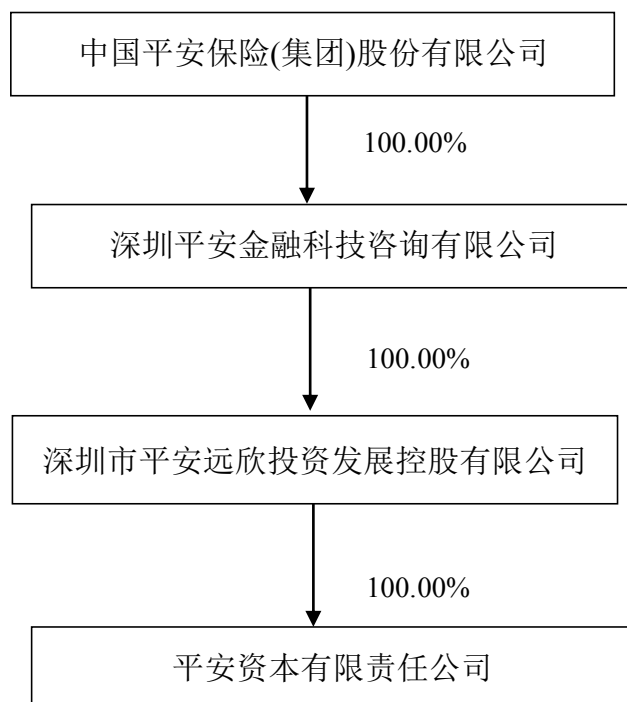 中国平安保险(集团)股份有限公司
100.00%
深圳平安金融科技咨询有限公司
100.00%
深圳市平安远欣投资发展控股有限公司
100.00%
平安资本有限责任公司